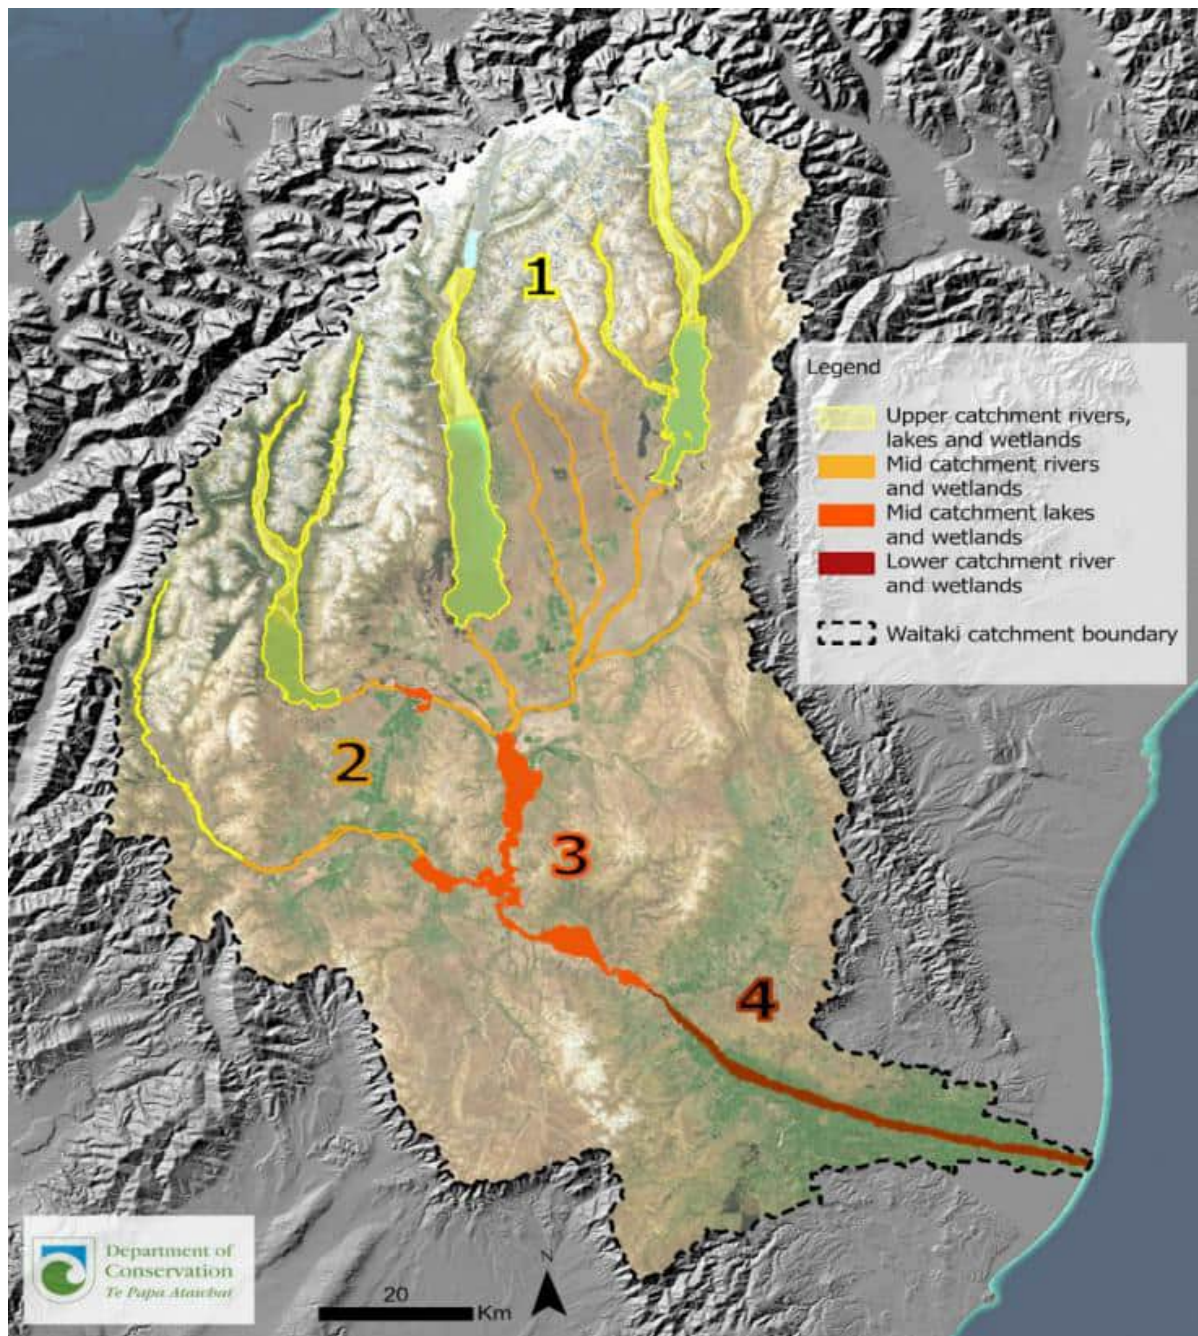 1
Legend
Upper catchment rivers,
lakes and wetlands
Mid catchment rivers
and wetlands
Mid catchment lakes
and wetlands
Lower catchment river
and wetlands
Waitaki catchment boundary
2
3
4
Department of
Conservation
Te Papa Atawbai
N
20
Km